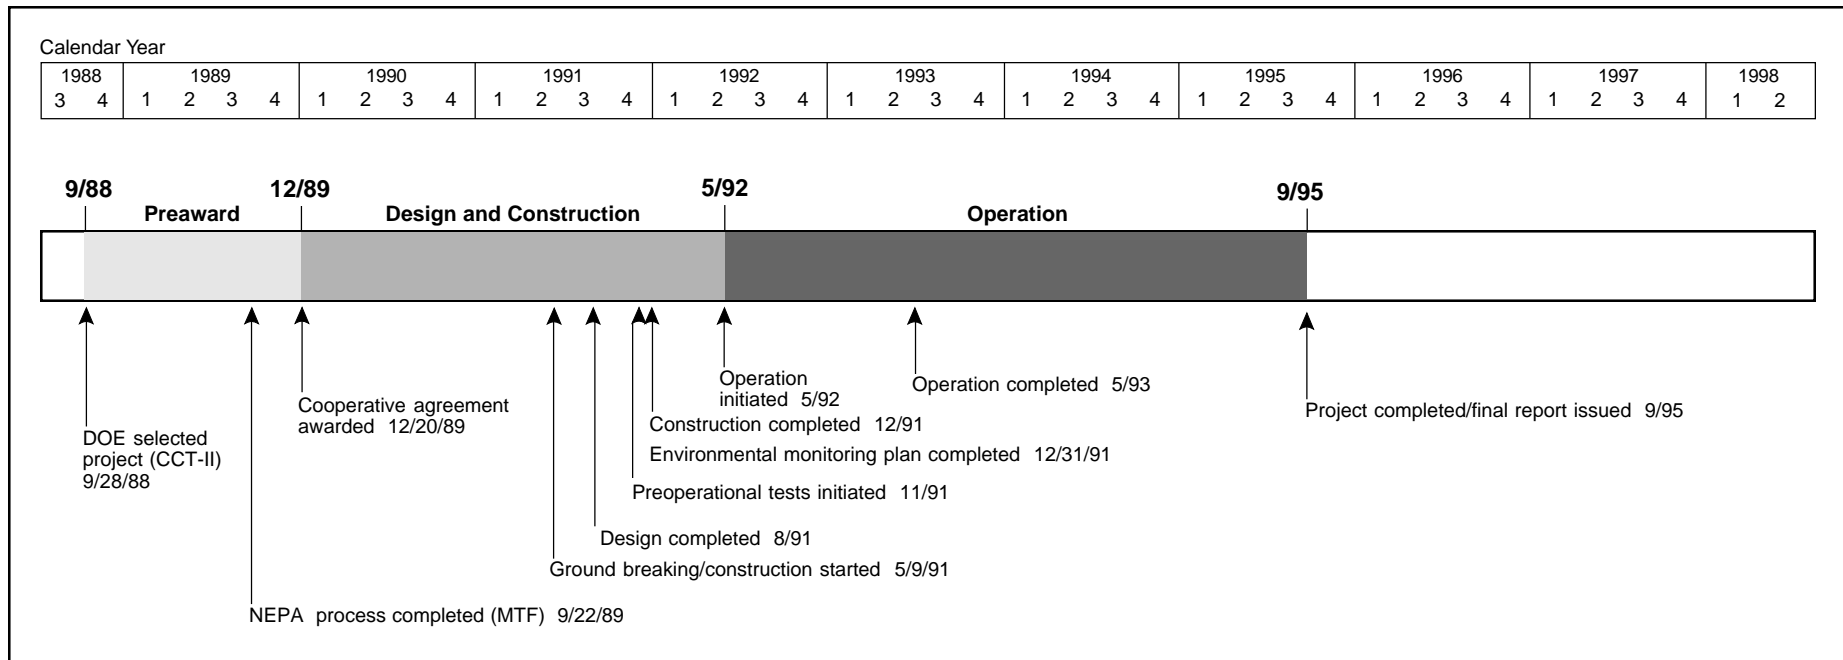 Calendar Year
1988 1989 1990 1991 1992 1993 1994 1995 1996 1997 1998
3 4 1 2 3 4 1 2 3 4 1 2 3 4 1 2 3 4 1 2 3 4 1 2 3 4 1 2 3 4 1 2 3 4 1 2 3 4 1 2
9/88 12/89 5/92 9/95
Preaward Design and Construction Operation
DOE selected
project (CCT-II)
9/28/88
NEPA process completed (MTF) 9/22/89
Cooperative agreement
awarded 12/20/89
Ground breaking/construction started 5/9/91
Design completed 8/91
Preoperational tests initiated 11/91
Construction completed 12/91
Environmental monitoring plan completed 12/31/91
Operation
initiated 5/92
Operation completed 5/93
Project completed/final report issued 9/95